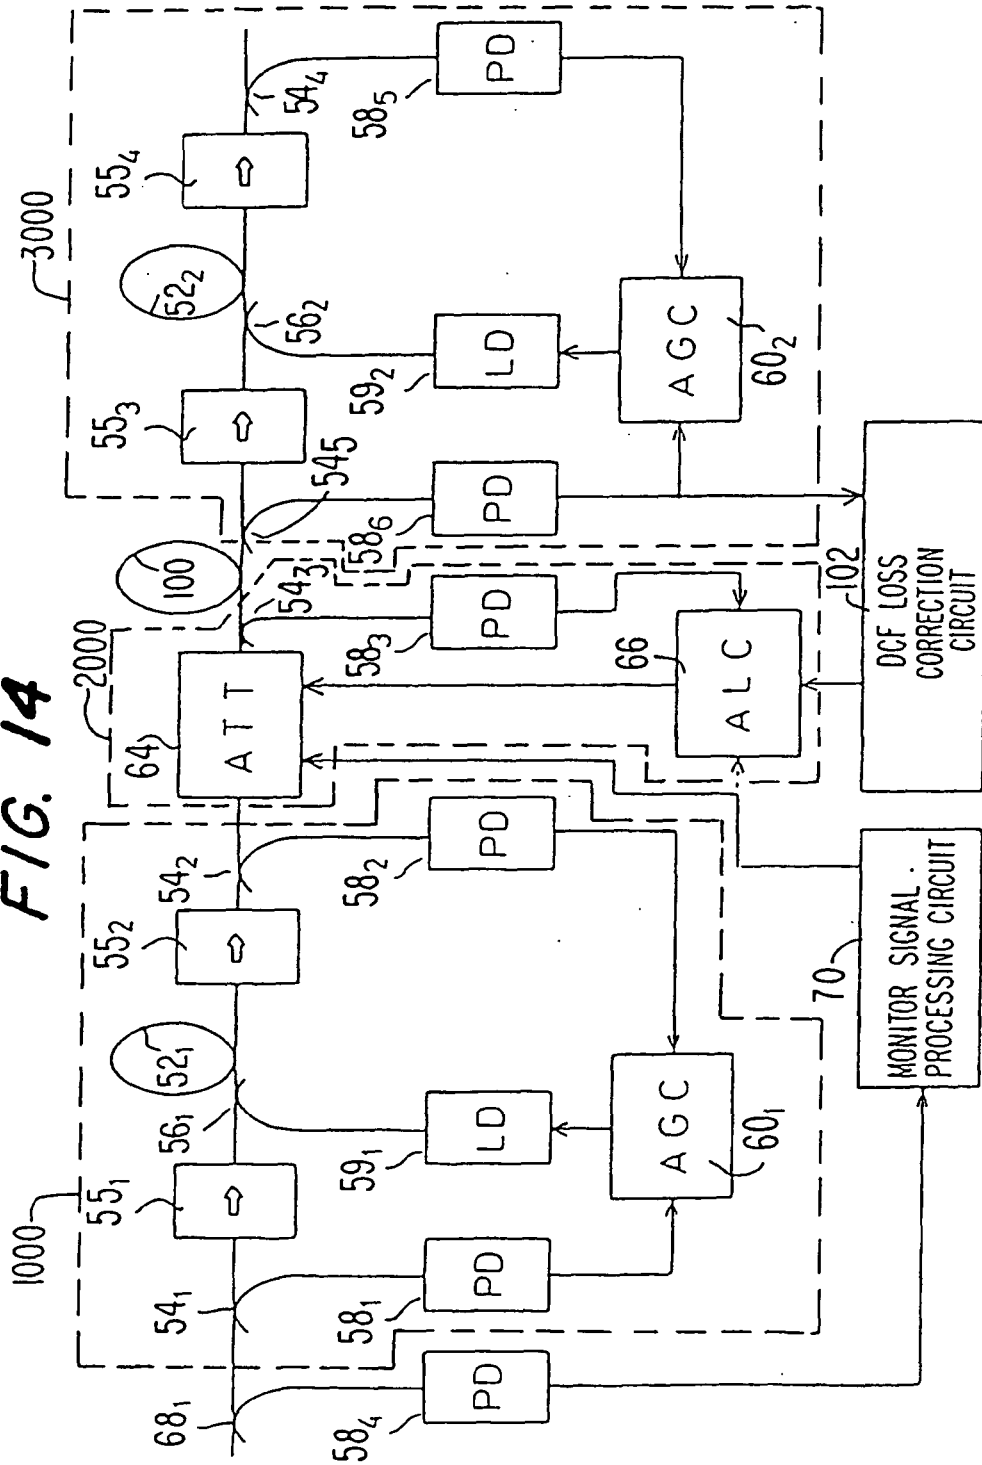 FIG. 14
1000
2000
3000
68₁
54₁
55₁
56₁
52₁
55₂
54₂
64
ATT
54₃
100
54₅
55₃
56₂
52₂
55₄
54₄
58₄
PD
58₁
PD
59₁
LD
58₂
PD
58₃
PD
58₆
PD
59₂
LD
58₅
PD
AGC
60₁
66
ALC
AGC
60₂
70
MONITOR SIGNAL
PROCESSING CIRCUIT
102
DCF LOSS
CORRECTION
CIRCUIT